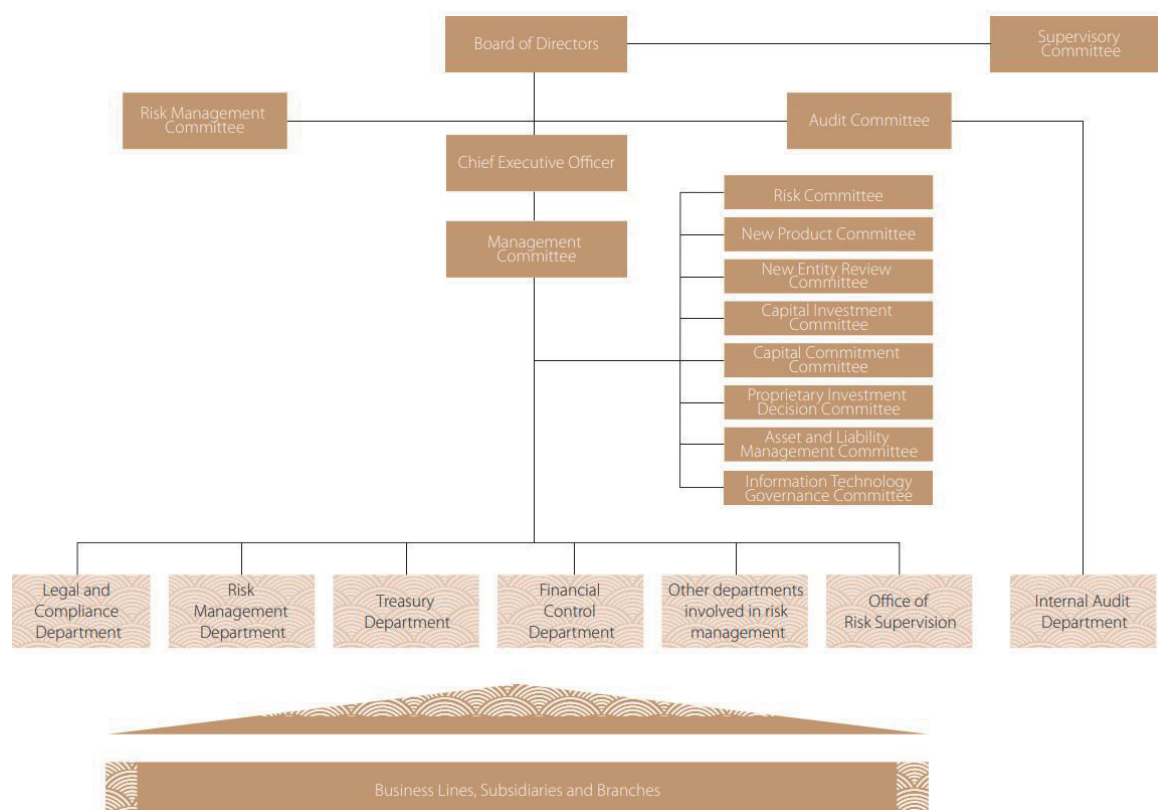 Board of Directors
Supervisory
Committee
Risk Management
Committee
Audit Committee
Chief Executive Officer
Management
Committee
Risk Committee
New Product Committee
New Entity Review
Committee
Capital Investment
Committee
Capital Commitment
Committee
Proprietary Investment
Decision Committee
Asset and Liability
Management Committee
Information Technology
Governance Committee
Legal and
Compliance
Department
Risk
Management
Department
Treasury
Department
Financial
Control
Department
Other departments
involved in risk
management
Office of
Risk Supervision
Internal Audit
Department
Business Lines, Subsidiaries and Branches